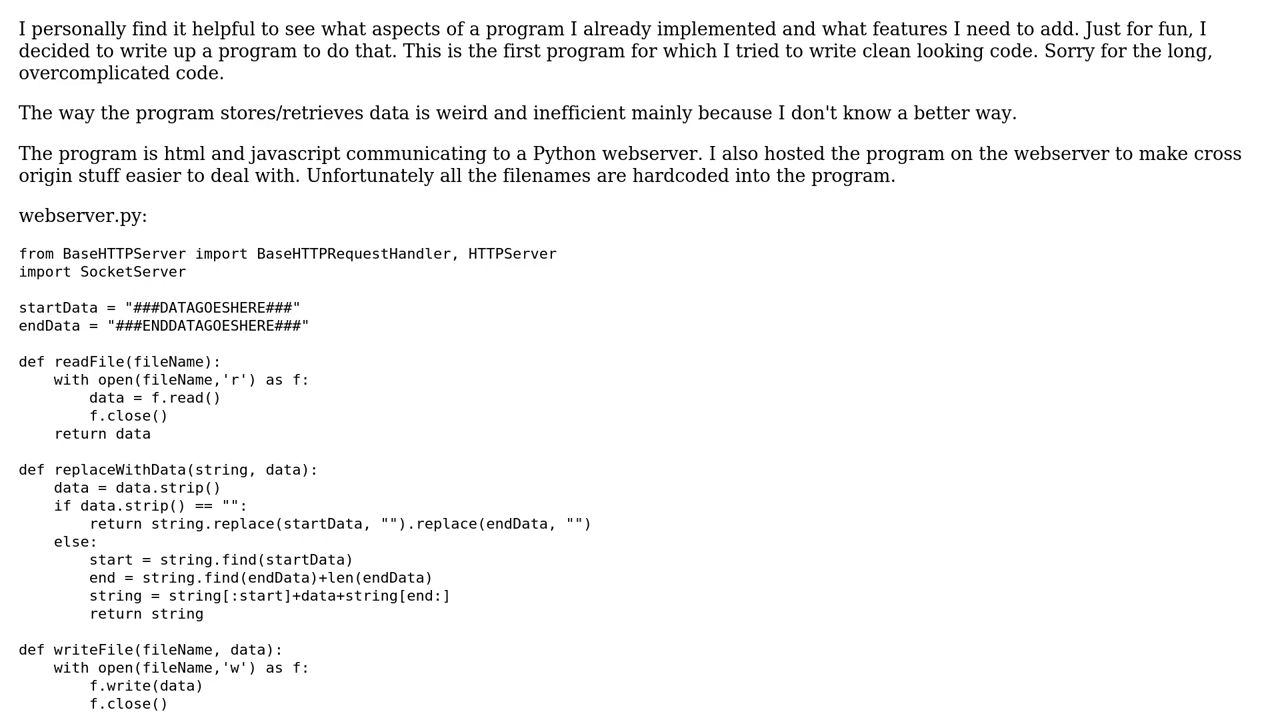 I personally find it helpful to see what aspects of a program I already implemented and what features I need to add. Just for fun, I
decided to write up a program to do that. This is the first program for which I tried to write clean looking code. Sorry for the long,
overcomplicated code.
The way the program stores/retrieves data is weird and inefficient mainly because I don't know a better way.
The program is html and javascript communicating to a Python webserver. I also hosted the program on the webserver to make cross
origin stuff easier to deal with. Unfortunately all the filenames are hardcoded into the program.
webserver.py:
from BaseHTTPServer import BaseHTTPRequestHandler, HTTPServer
import SocketServer
startData = "###DATAGOESHERE###"
endData = "###ENDDATAGOESHERE###"
def readFile(fileName):
    with open(fileName,'r') as f:
        data = f.read()
        f.close()
    return data
def replaceWithData(string, data):
    data = data.strip()
    if data.strip() == "":
        return string.replace(startData, "").replace(endData, "")
    else:
        start = string.find(startData)
        end = string.find(endData)+len(endData)
        string = string[:start]+data+string[end:]
        return string
def writeFile(fileName, data):
    with open(fileName,'w') as f:
        f.write(data)
        f.close()